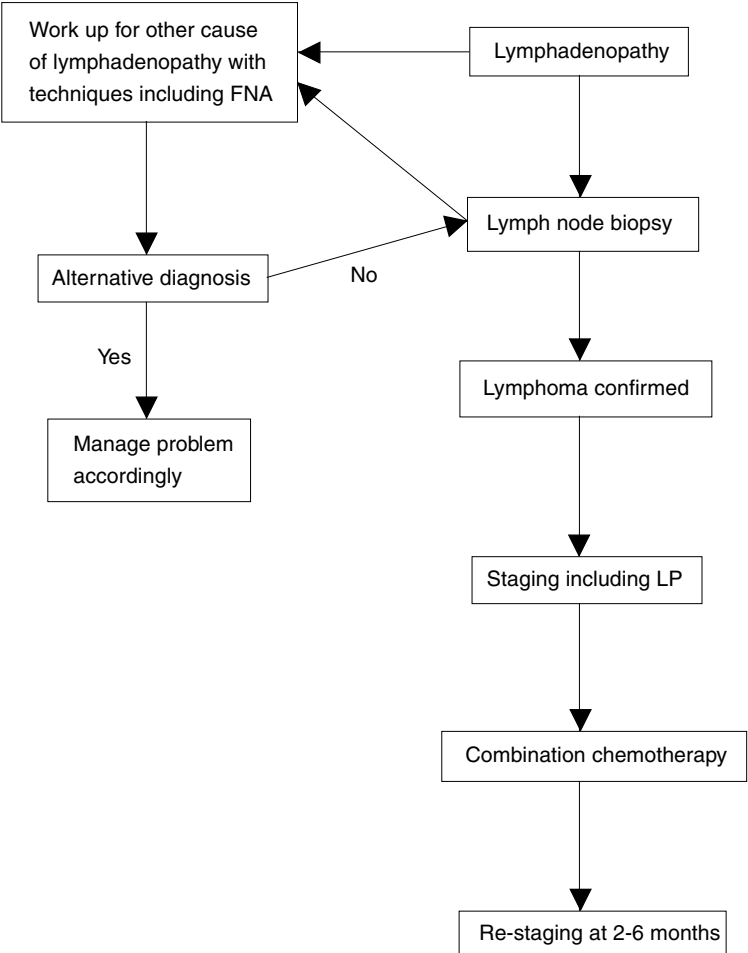 Work up for other cause
of lymphadenopathy with
techniques including FNA
Lymphadenopathy
Lymph node biopsy
Alternative diagnosis
No
Yes
Lymphoma confirmed
Manage problem
accordingly
Staging including LP
Combination chemotherapy
Re-staging at 2-6 months